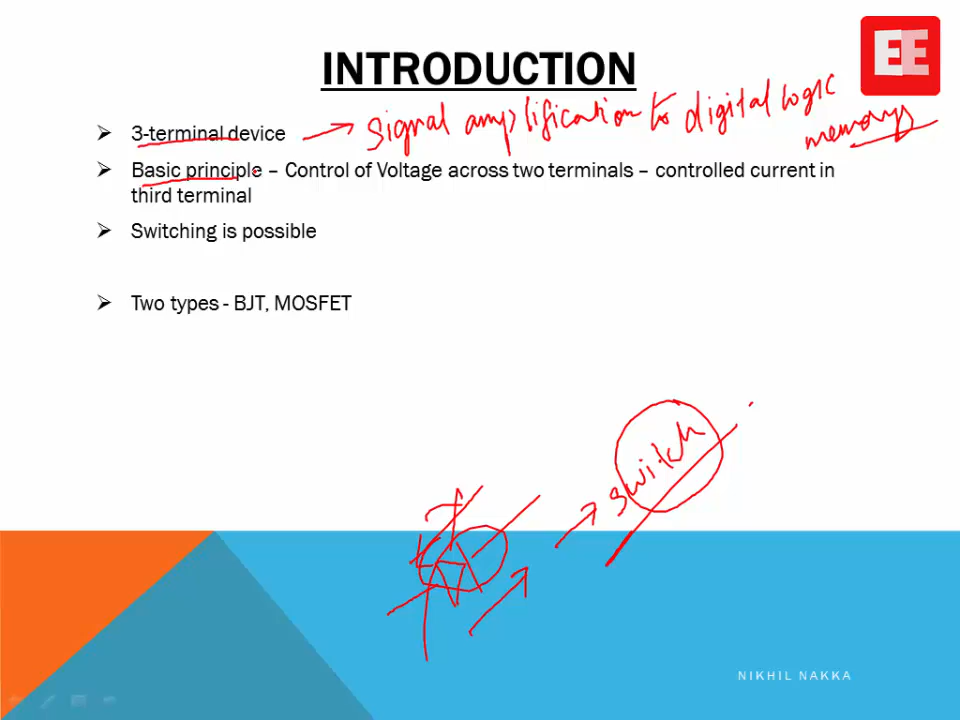 INTRODUCTION
EE
3-terminal device → signal amplification to digital logic
memory
Basic principle – Control of Voltage across two terminals – controlled current in
third terminal
Switching is possible
Two types - BJT, MOSFET
→ switch
NIKHIL NAKKA